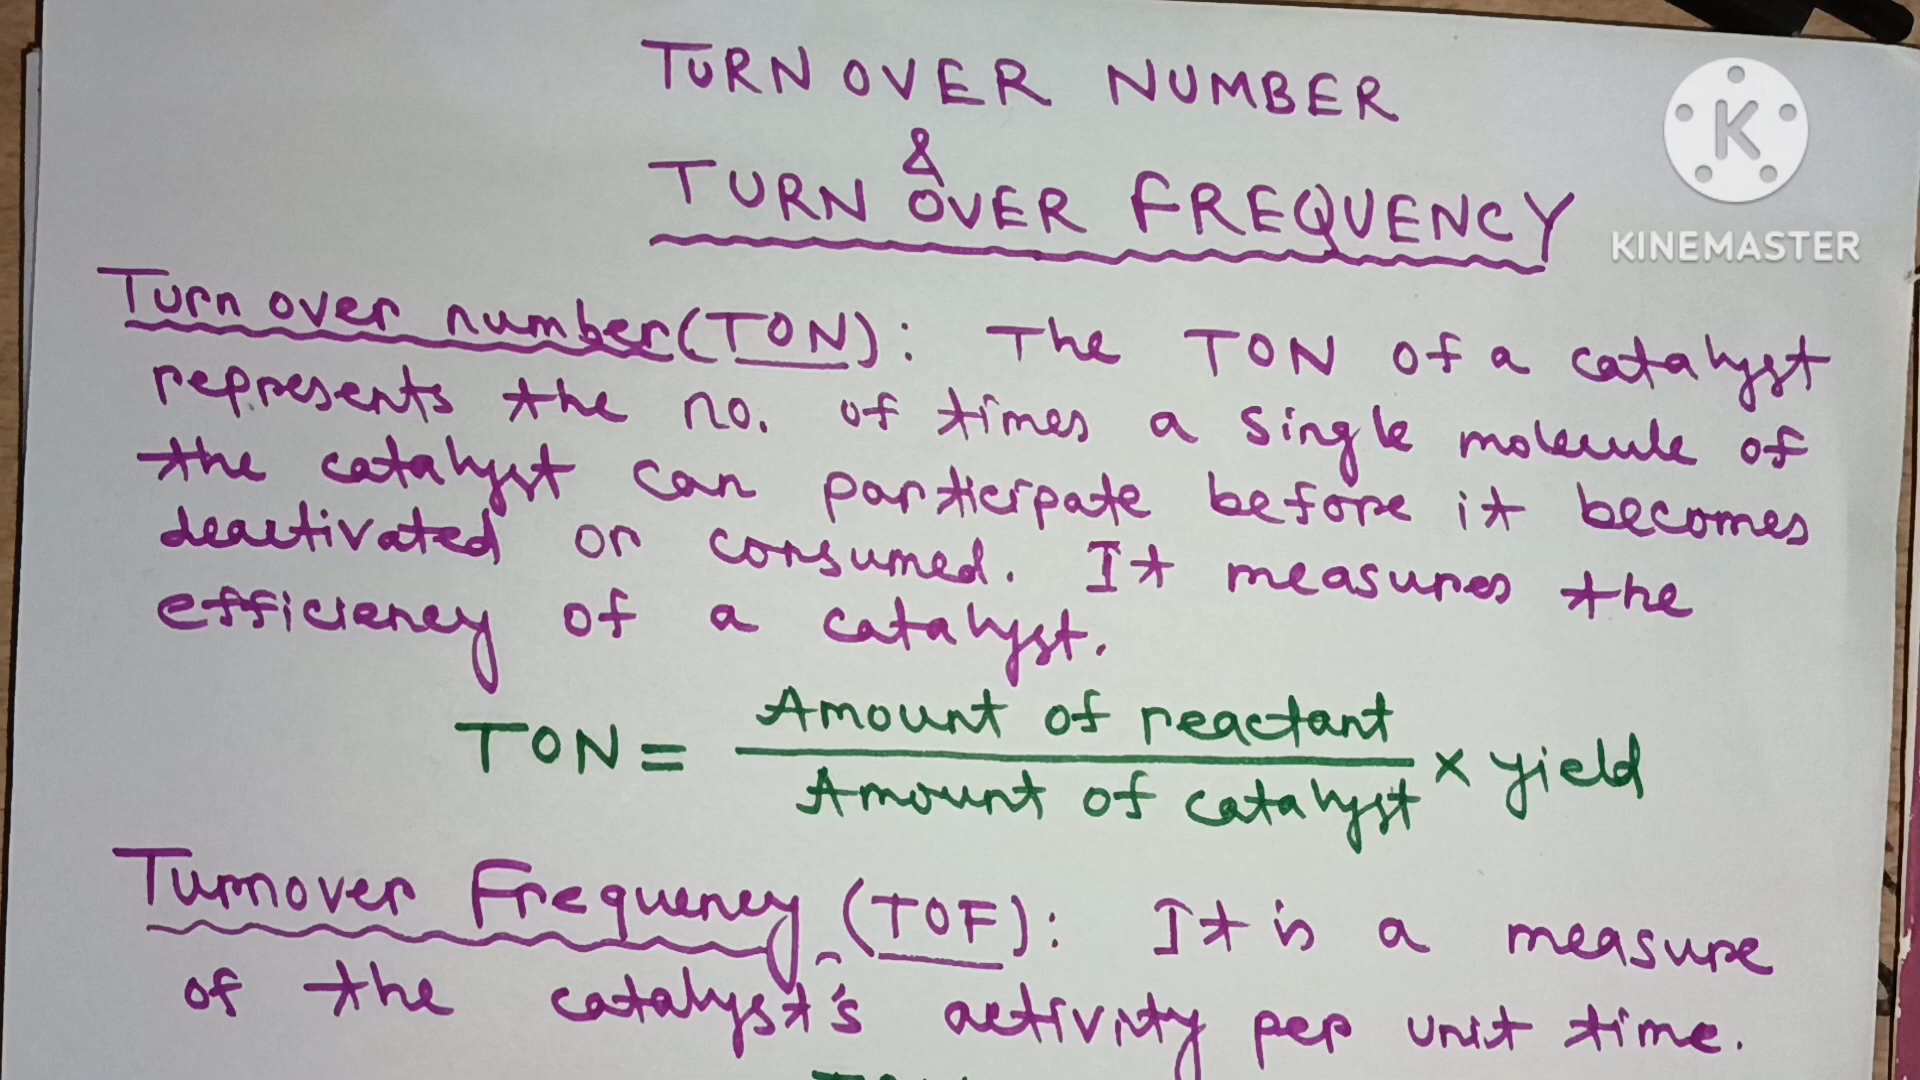 TURN OVER NUMBER
&
TURN OVER FREQUENCY
K
KINEMASTER
Turn over number (TON): The TON of a catalyst
represents the no. of times a single molecule of
the catalyst can participate before it becomes
deactivated or consumed. It measures the
efficiency of a catalyst.
TON = Amount of reactant
Amount of catalyst × yield
Turnover Frequency (TOF): It is a measure
of the catalyst's activity per unit time.